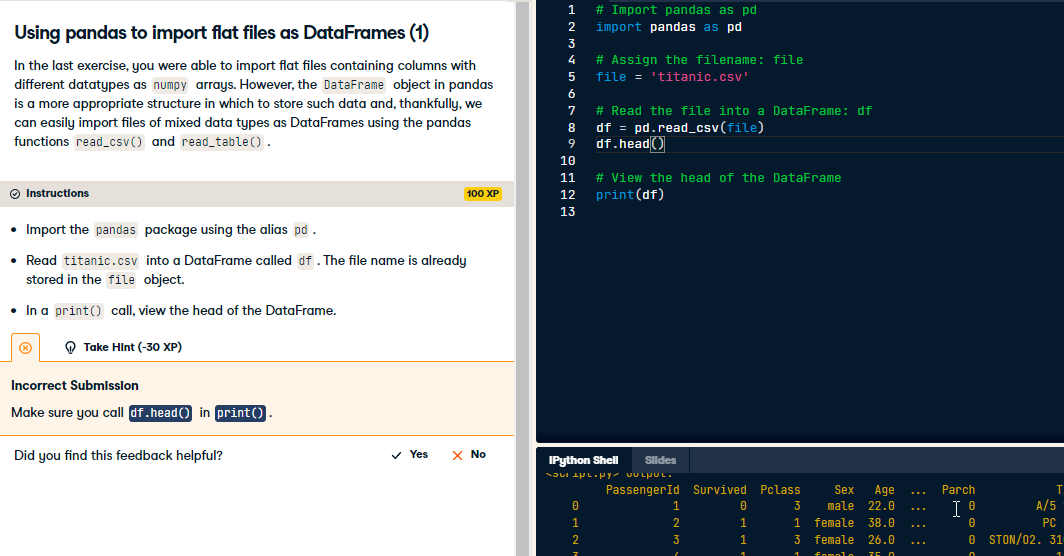 Using pandas to import flat files as DataFrames (1)
In the last exercise, you were able to import flat files containing columns with
different datatypes as numpy arrays. However, the DataFrame object in pandas
is a more appropriate structure in which to store such data and, thankfully, we
can easily import files of mixed data types as DataFrames using the pandas
functions read_csv() and read_table() .
Instructions
100 XP
Import the pandas package using the alias pd .
Read titanic.csv into a DataFrame called df . The file name is already
stored in the file object.
In a print() call, view the head of the DataFrame.
Take Hint (-30 XP)
Incorrect Submission
Make sure you call df.head() in print() .
Did you find this feedback helpful?
Yes
No
1 # Import pandas as pd
2 import pandas as pd
3
4 # Assign the filename: file
5 file = 'titanic.csv'
6
7 # Read the file into a DataFrame: df
8 df = pd.read_csv(file)
9 df.head()
10
11 # View the head of the DataFrame
12 print(df)
13
IPython Shell
Slides
<script.py> output:
PassengerId Survived Pclass Sex Age ... Parch T
0 1 0 3 male 22.0 ... 0 A/5
1 2 1 1 female 38.0 ... 0 PC
2 3 1 3 female 26.0 ... 0 STON/O2. 31
3 4 1 1 female 35.0 ... 0